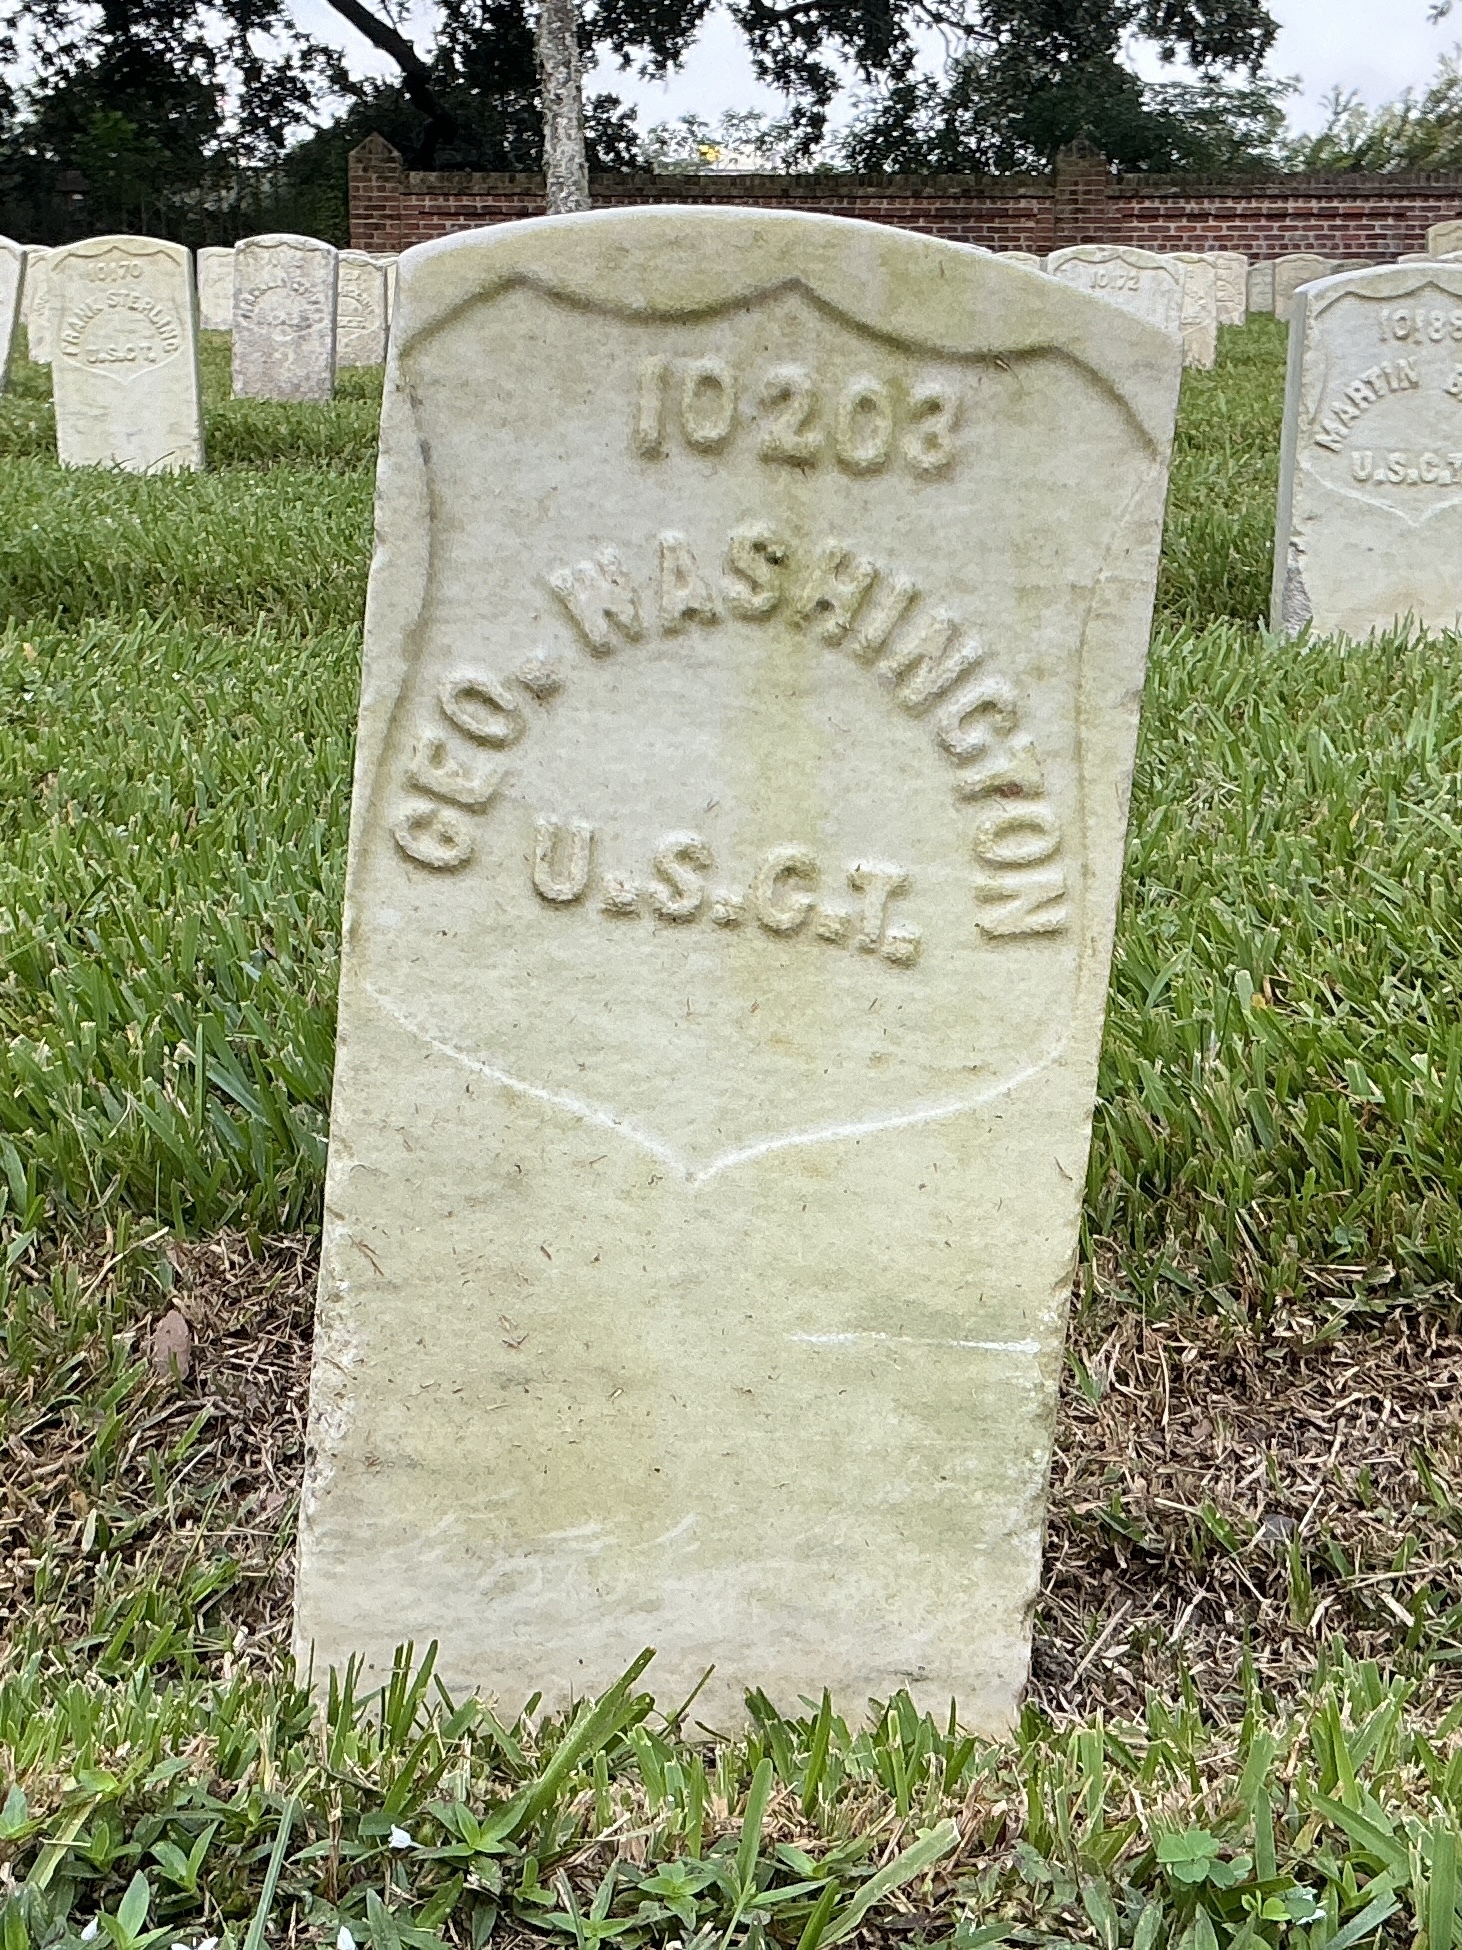 10203
GEO. WASHINGTON
U.S.C.T.
10170
FRANK STERLING
U.S.C.T.
10172
MARTIN
U.S.C.T.